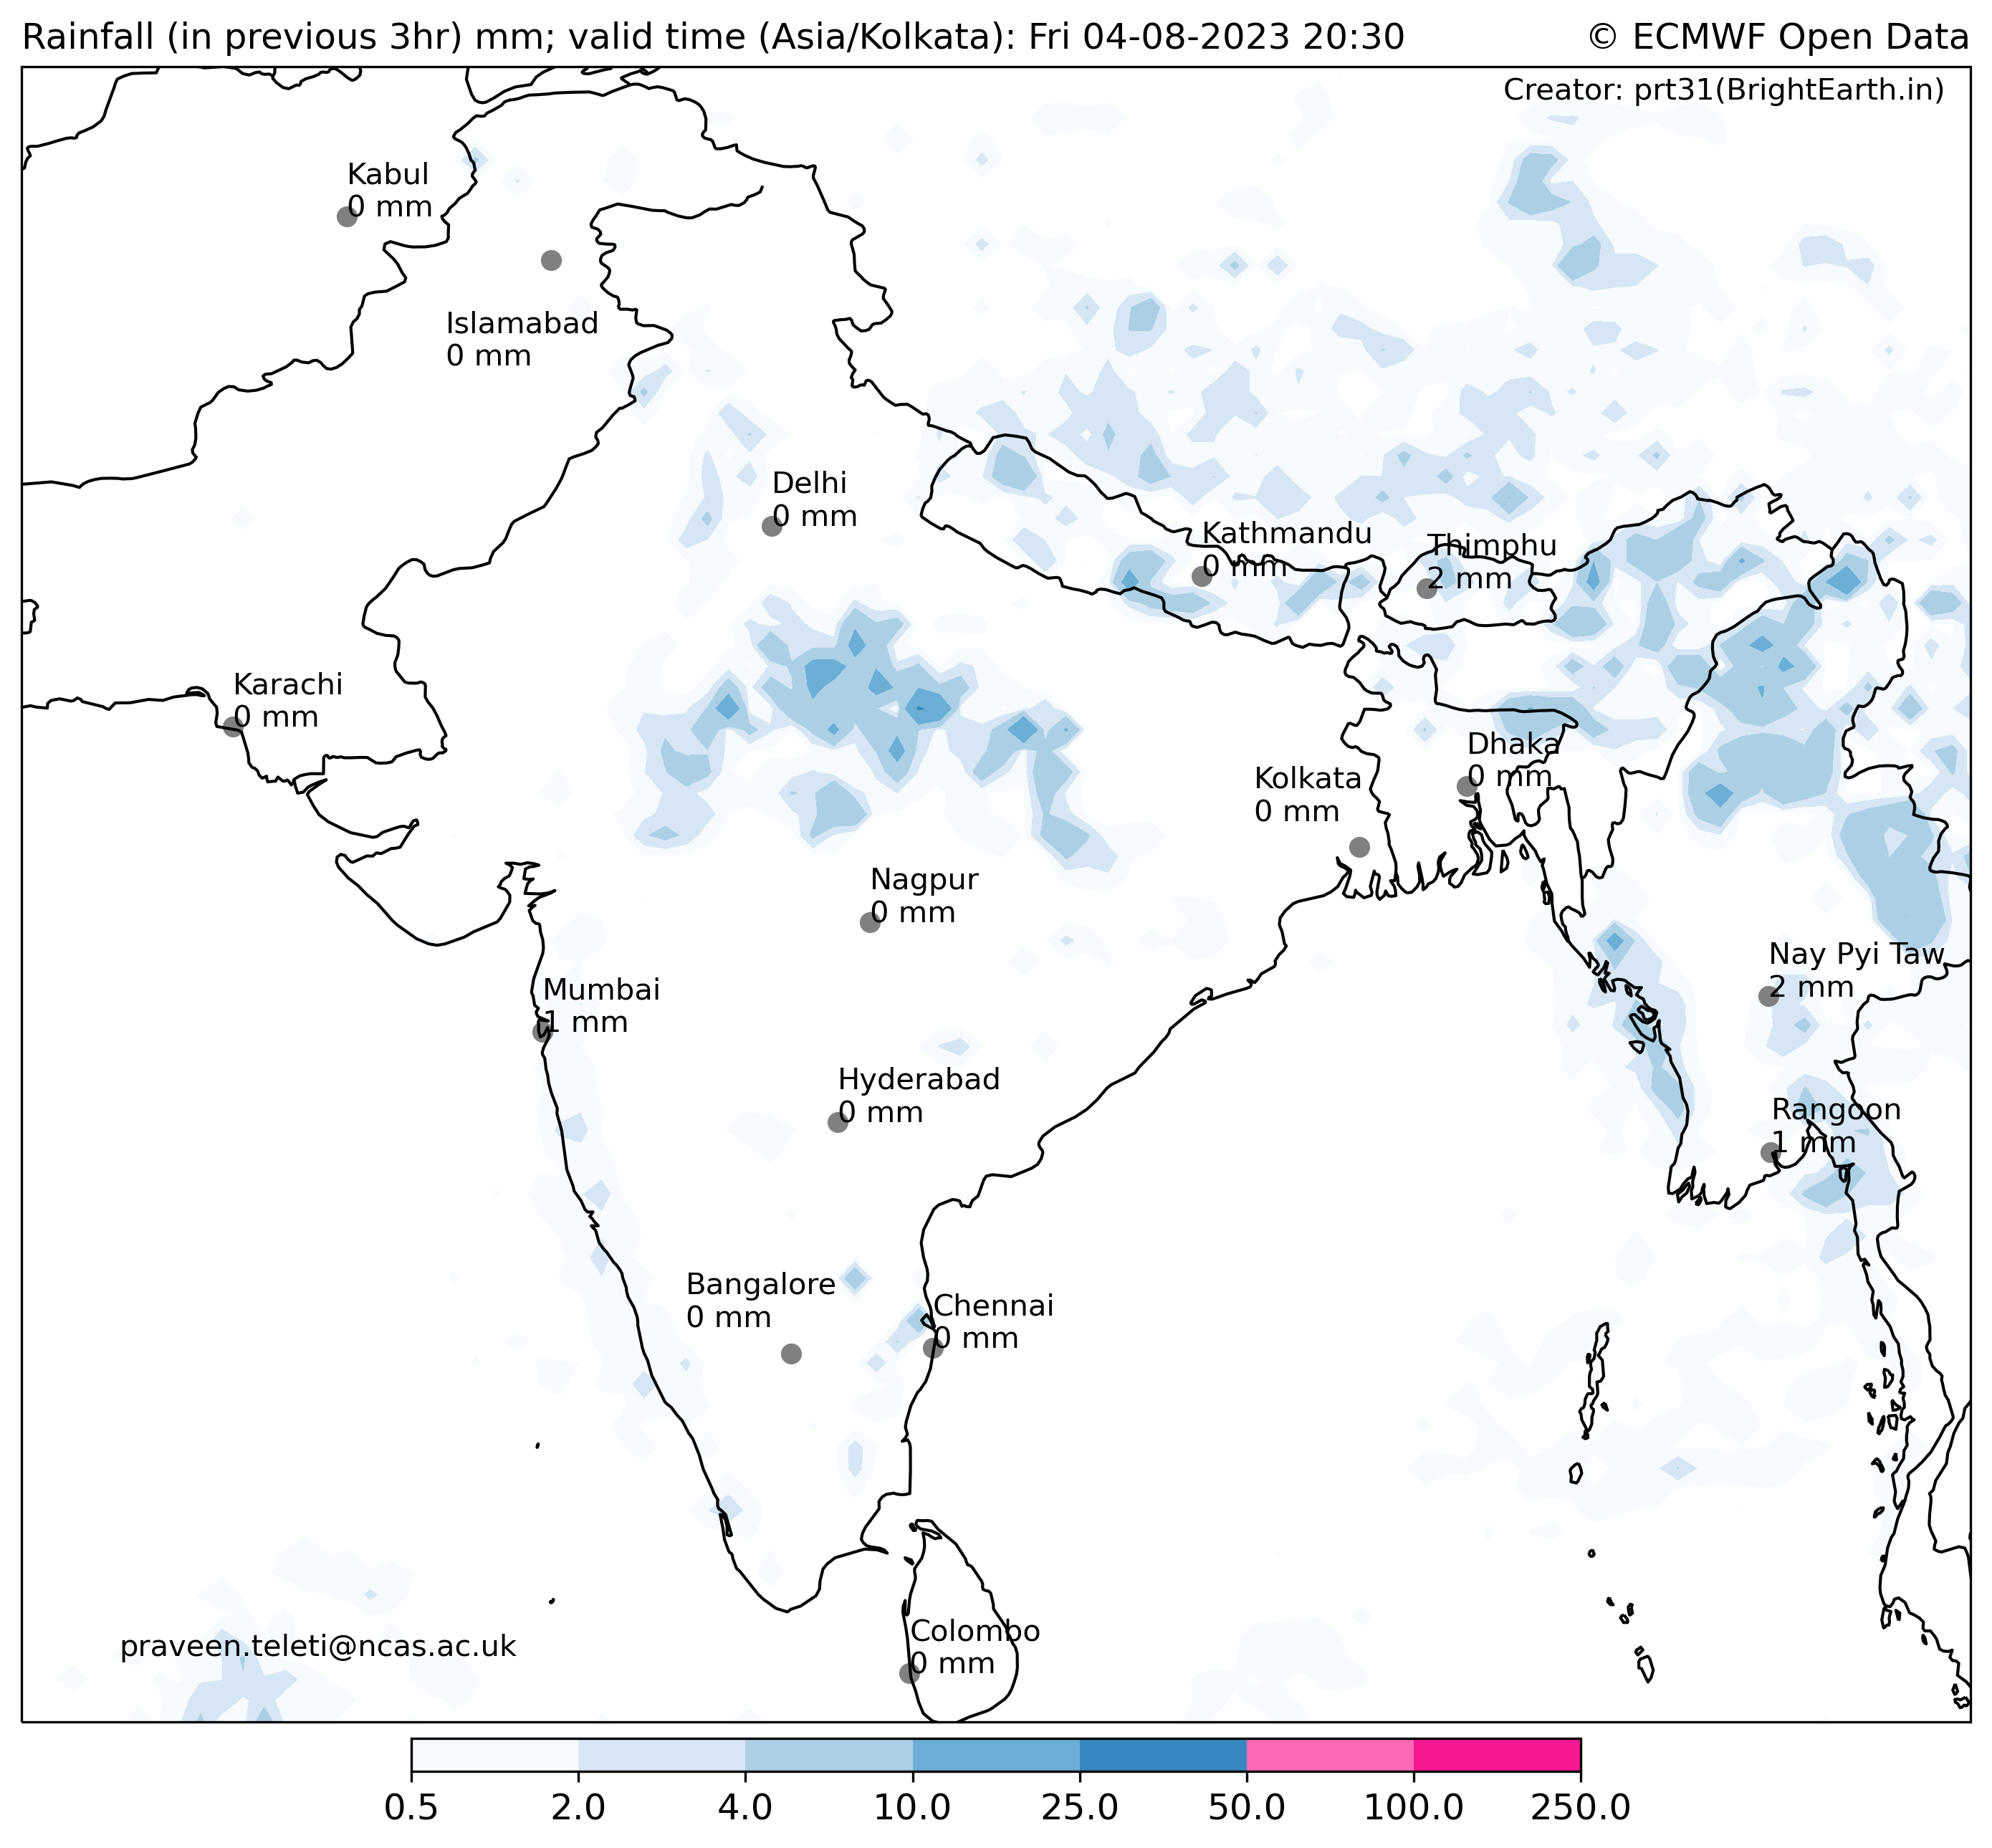 Rainfall (in previous 3hr) mm; valid time (Asia/Kolkata): Fri 04-08-2023 20:30
© ECMWF Open Data
Creator: prt31(BrightEarth.in)
Kabul
0 mm
Islamabad
0 mm
Delhi
0 mm
Kathmandu
0 mm
Thimphu
2 mm
Karachi
0 mm
Dhaka
0 mm
Kolkata
0 mm
Nagpur
0 mm
Nay Pyi Taw
2 mm
Mumbai
1 mm
Hyderabad
0 mm
Rangoon
1 mm
Bangalore
0 mm
Chennai
0 mm
Colombo
0 mm
praveen.teleti@ncas.ac.uk
0.5 2.0 4.0 10.0 25.0 50.0 100.0 250.0